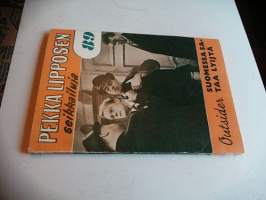 PEKKA LIPPOSEN
seikkailuja
89
Outsider
SUOMESSA SA-
TAA LYIJYÄ